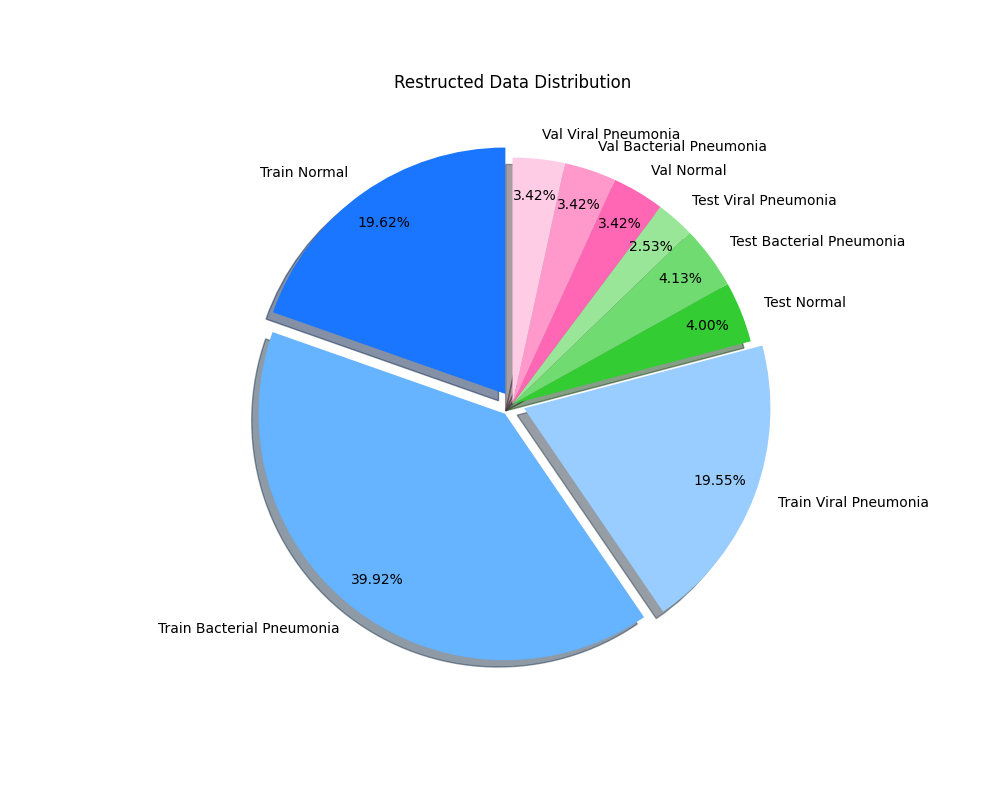 Restructed Data Distribution
Val Viral Pneumonia
Val Bacterial Pneumonia
Val Normal
Test Viral Pneumonia
Test Bacterial Pneumonia
Test Normal
Train Normal
Train Viral Pneumonia
Train Bacterial Pneumonia
3.42%
3.42%
3.42%
2.53%
4.13%
4.00%
19.62%
19.55%
39.92%